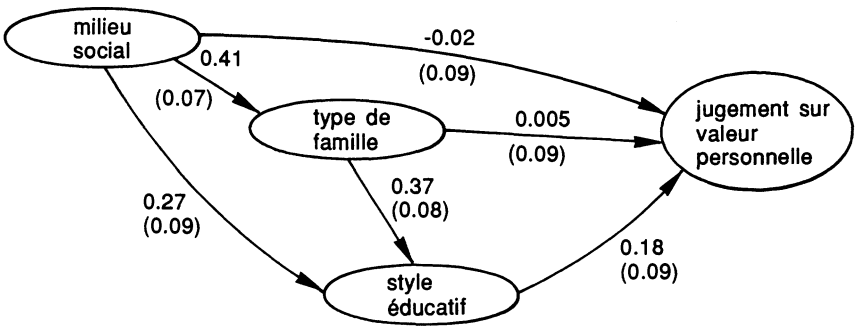 milieu
social
-0.02
(0.09)
0.41
(0.07)
type de
famille
0.005
(0.09)
jugement sur
valeur
personnelle
0.27
(0.09)
0.37
(0.08)
0.18
(0.09)
style
éducatif